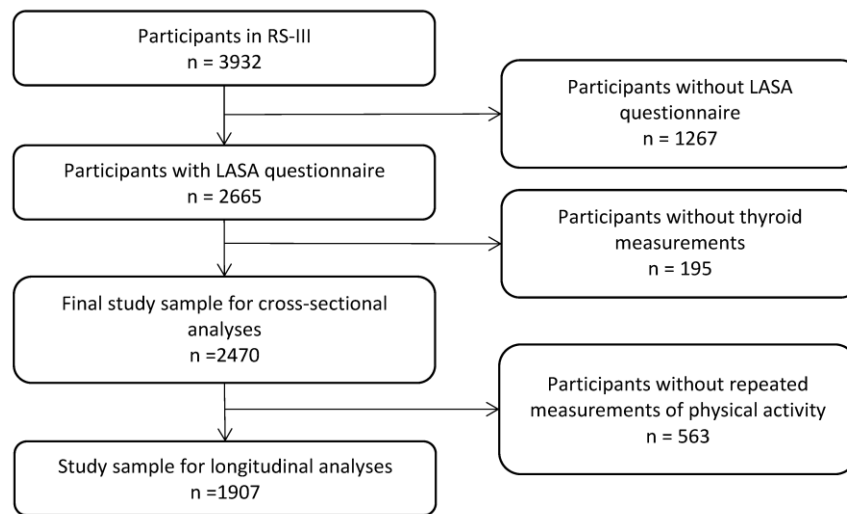 Participants in RS-III
n = 3932
Participants without LASA
questionnaire
n = 1267
Participants with LASA questionnaire
n = 2665
Participants without thyroid
measurements
n = 195
Final study sample for cross-sectional
analyses
n =2470
Participants without repeated
measurements of physical activity
n = 563
Study sample for longitudinal analyses
n =1907